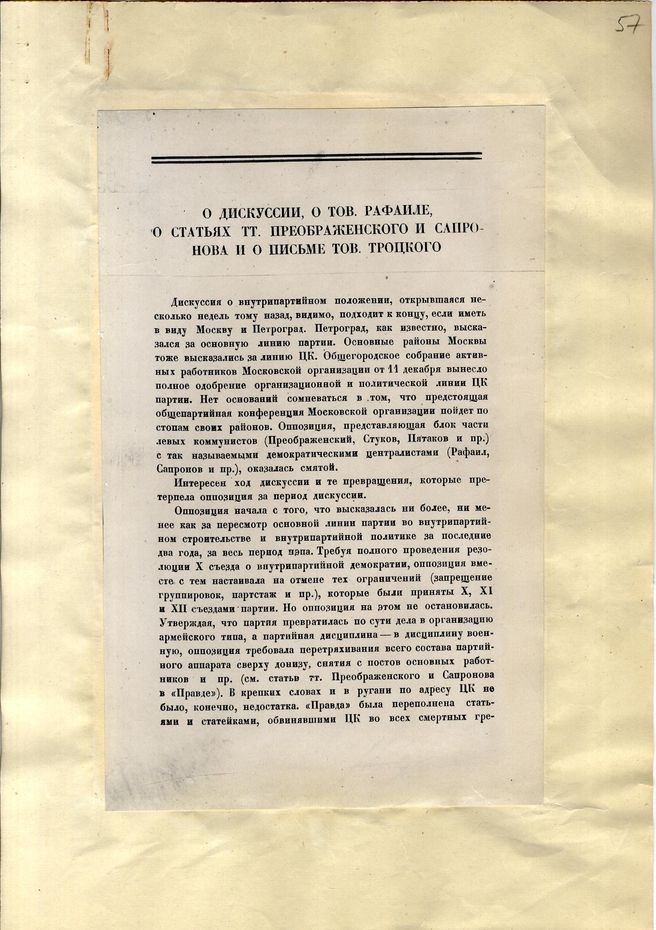 57
О ДИСКУССИИ, О ТОВ. РАФАИЛЕ,
О СТАТЬЯХ ТТ. ПРЕОБРАЖЕНСКОГО И САПРО-
НОВА И О ПИСЬМЕ ТОВ. ТРОЦКОГО
Дискуссия о внутрипартийном положении, открывшаяся не-
сколько недель тому назад, видимо, подходит к концу, если иметь
в виду Москву и Петроград. Петроград, как известно, выска-
зался за основную линию партии. Основные районы Москвы
тоже высказались за линию ЦК. Общегородское собрание актив-
ных работников Московской организации от 11 декабря вынесло
полное одобрение организационной и политической линии ЦК
партии. Нет оснований сомневаться в том, что предстоящая
общепартийная конференция Московской организации пойдет по
стопам своих районов. Оппозиция, представляющая блок части
левых коммунистов (Преображенский, Стуков, Пятаков и пр.)
с так называемыми демократическими централистами (Рафаил,
Сапронов и пр.), оказалась смятой.
Интересен ход дискуссии и те превращения, которые пре-
терпела оппозиция за период дискуссии.
Оппозиция начала с того, что высказалась ни более, ни ме-
нее как за пересмотр основной линии партии во внутрипартий-
ном строительстве и внутрипартийной политике за последние
два года, за весь период нэпа. Требуя полного проведения резо-
люции X съезда о внутрипартийной демократии, оппозиция вме-
сте с тем настаивала на отмене тех ограничений (запрещение
группировок, партстаж и пр.), которые были приняты X, XI
и XII съездами партии. Но оппозиция на этом не остановилась.
Утверждая, что партия превратилась по сути дела в организацию
армейского типа, а партийная дисциплина — в дисциплину воен-
ную, оппозиция требовала перетряхивания всего состава партий-
ного аппарата сверху донизу, снятия с постов основных работ-
ников и пр. (см. статьи тт. Преображенского и Сапронова
в «Правде»). В крепких словах и в ругани по адресу ЦК не
было, конечно, недостатка. «Правда» была переполнена стать-
ями и статейками, обвинявшими ЦК во всех смертных гре-